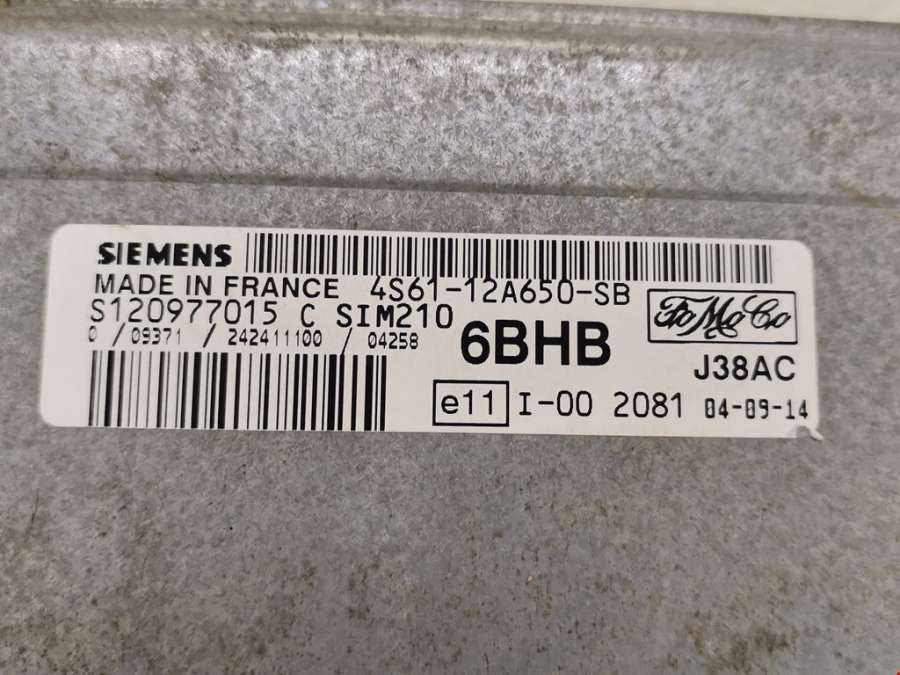 SIEMENS
MADE IN FRANCE 4S61-12A650-SB
S120977015 C SIM210
0 / 09371 / 242411100 / 04258
6BHB
FoMoCo
J38AC
e11 I-00 2081 04-09-14